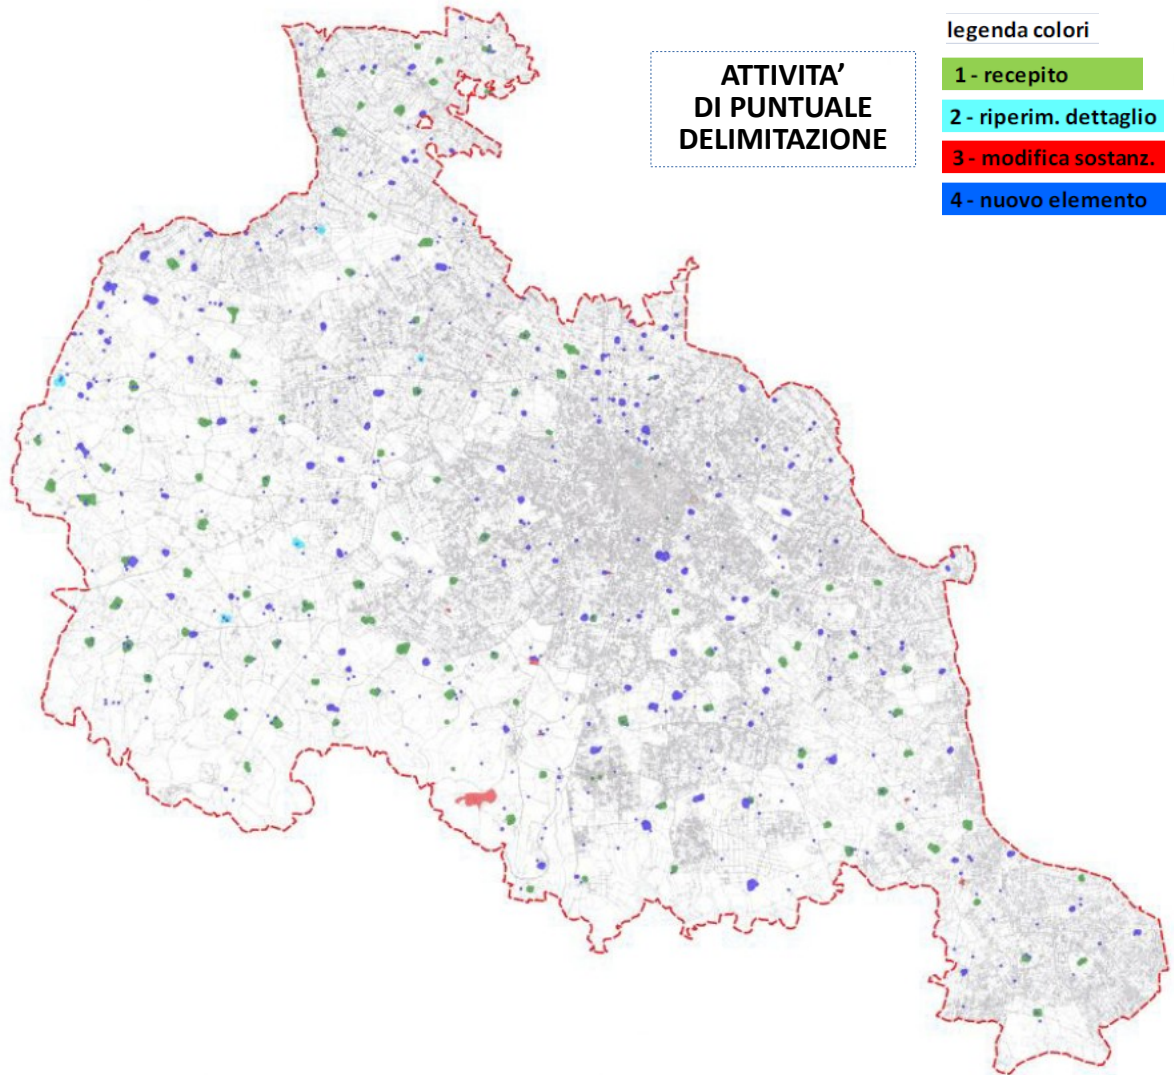 ATTIVITA’
DI PUNTUALE
DELIMITAZIONE
legenda colori
1 - recepito
2 - riperim. dettaglio
3 - modifica sostanz.
4 - nuovo elemento